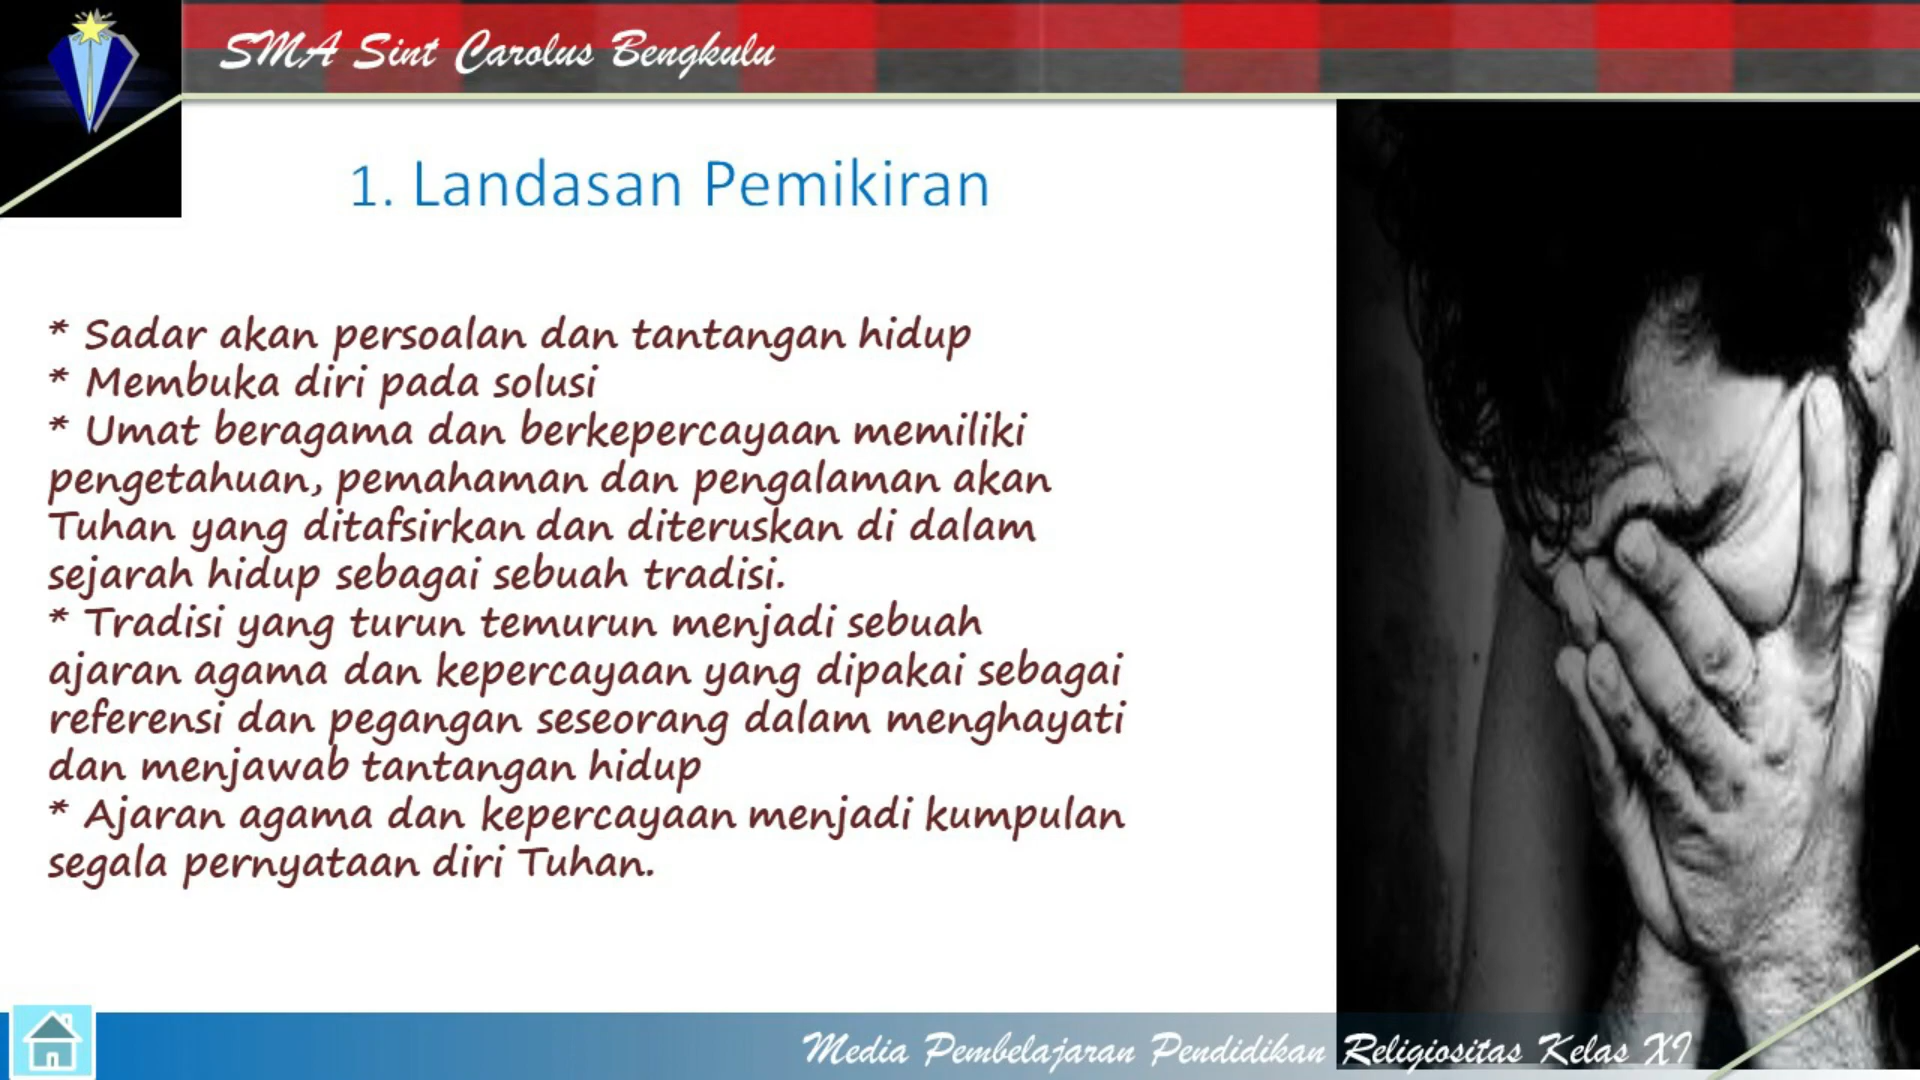 SMA Sint Carolus Bengkulu
1. Landasan Pemikiran
* Sadar akan persoalan dan tantangan hidup
* Membuka diri pada solusi
* Umat beragama dan berkepercayaan memiliki
pengetahuan, pemahaman dan pengalaman akan
Tuhan yang ditafsirkan dan diteruskan di dalam
sejarah hidup sebagai sebuah tradisi.
* Tradisi yang turun temurun menjadi sebuah
ajaran agama dan kepercayaan yang dipakai sebagai
referensi dan pegangan seseorang dalam menghayati
dan menjawab tantangan hidup
* Ajaran agama dan kepercayaan menjadi kumpulan
segala pernyataan diri Tuhan.
Media Pembelajaran Pendidikan Religiositas Kelas XI